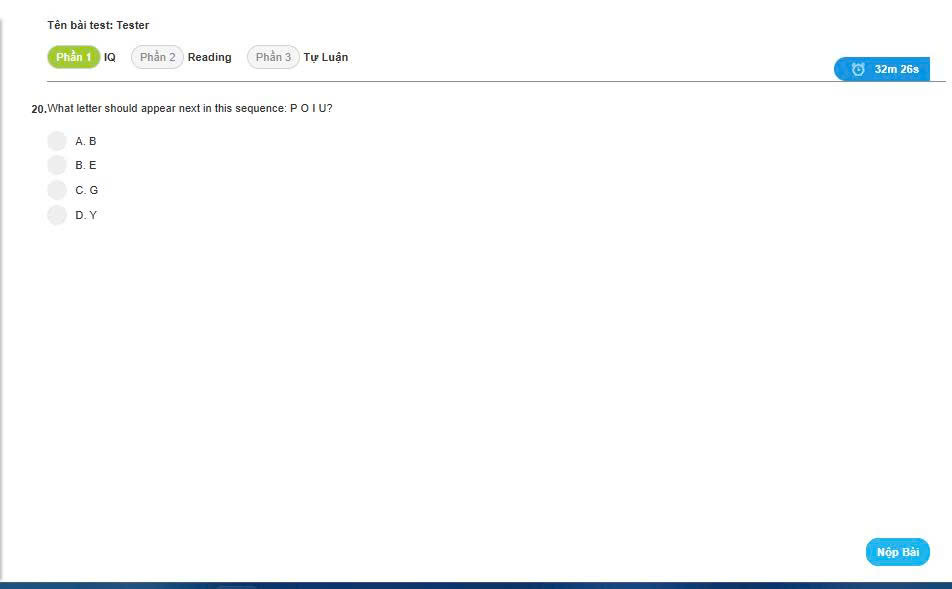 Tên bài test: Tester
Phần 1 IQ Phần 2 Reading Phần 3 Tự Luận
32m 26s
20.What letter should appear next in this sequence: P O I U?
A. B
B. E
C. G
D. Y
Nộp Bài